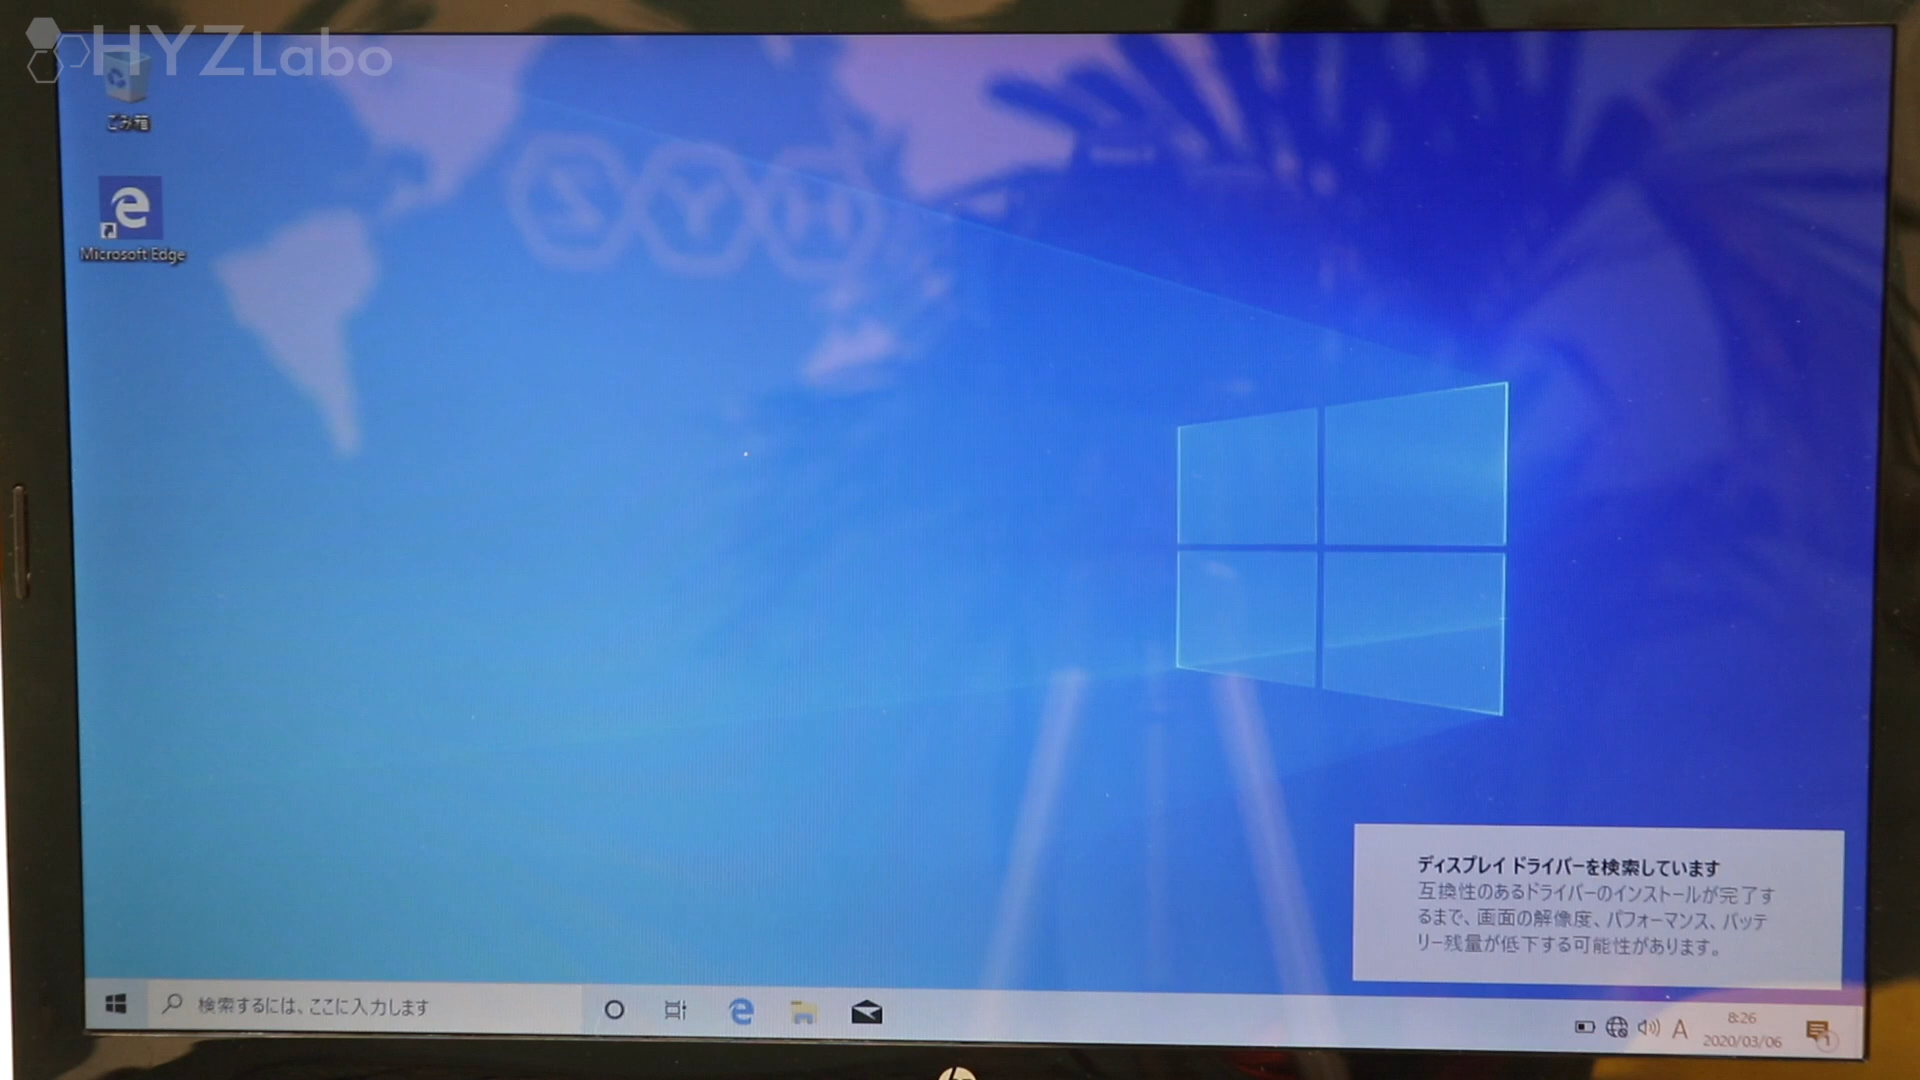 HYZLabo
ごみ箱
Microsoft Edge
Z Y H
ディスプレイ ドライバーを検索しています
互換性のあるドライバーのインストールが完了す
るまで、画面の解像度、パフォーマンス、バッテ
リー残量が低下する可能性があります。
検索するには、ここに入力します
A
8:26
2020/03/06
1
hp